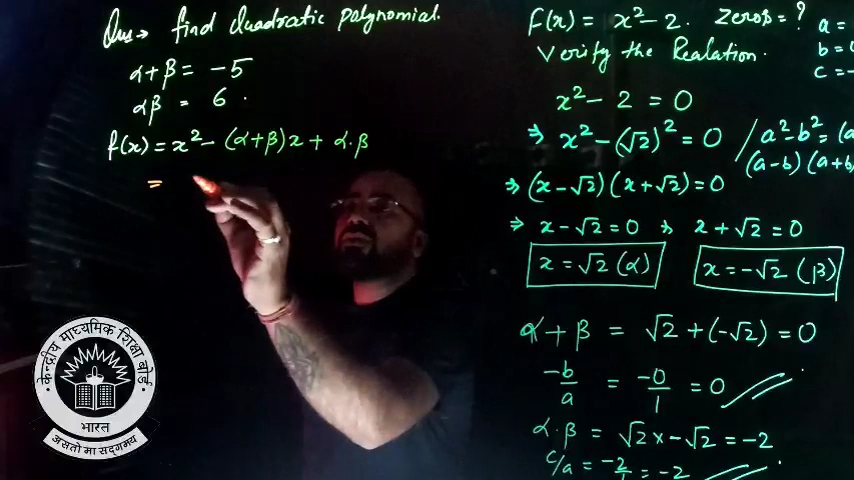 Ques → find Quadratic polynomial.
α+β = -5
αβ = 6.
f(x) = x² - (α+β)x + α.β
=
f(x) = x² - 2. Zeros = ?
Verify the Realation.
a =
b = 0
c = -
x² - 2 = 0
⇒ x² - (√2)² = 0 / a² - b² = (a
(a-b) (a+b
⇒ (x - √2) (x + √2) = 0
⇒ x - √2 = 0 ⇒ x + √2 = 0
x = √2 (α) x = -√2 (β)
α + β = √2 + (-√2) = 0
-b/a = -0/1 = 0
α.β = √2 x - √2 = -2
c/a = -2/1 = -2
केन्द्रीय माध्यमिक शिक्षा बोर्ड
भारत
असतो मा सद्गमय